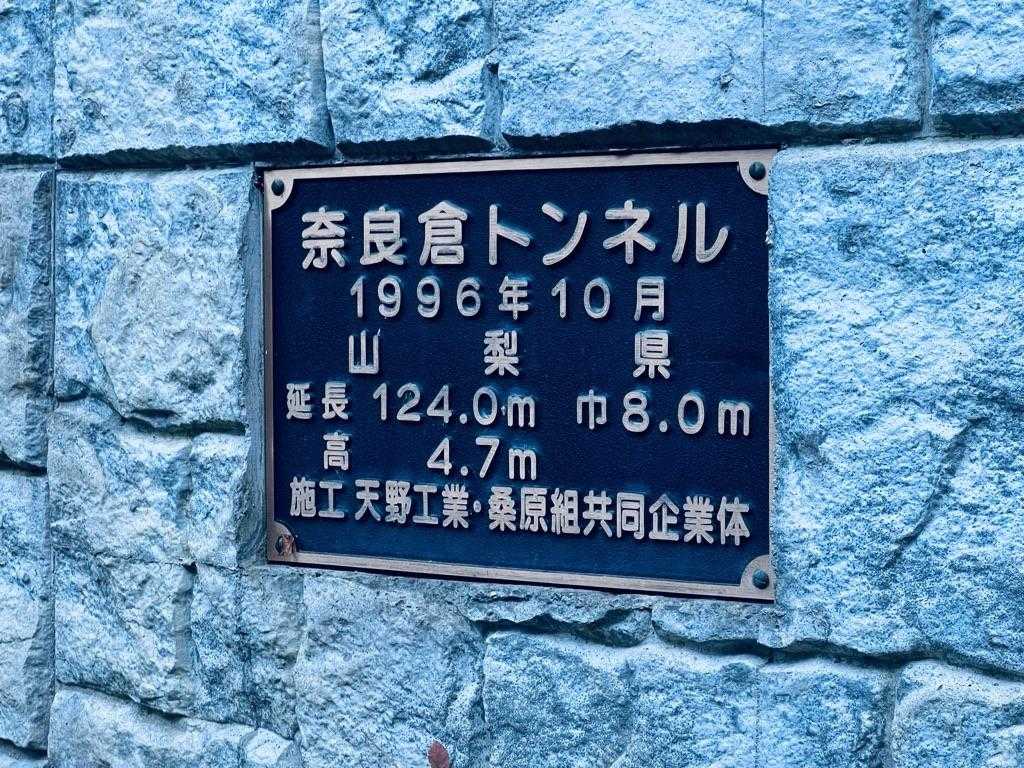 奈良倉トンネル
1996年10月
山梨県
延長 124.0m 巾8.0m
高 4.7m
施工 天野工業・桑原組共同企業体